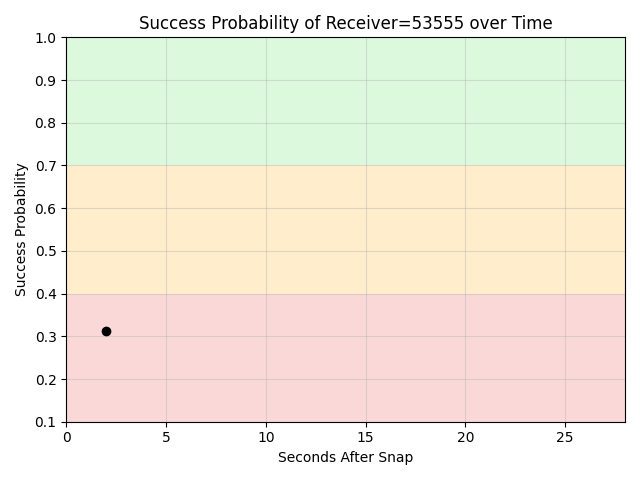 Success Probability of Receiver=53555 over Time
1.0
0.9
0.8
0.7
0.6
0.5
0.4
0.3
0.2
0.1
Success Probability
0 5 10 15 20 25
Seconds After Snap